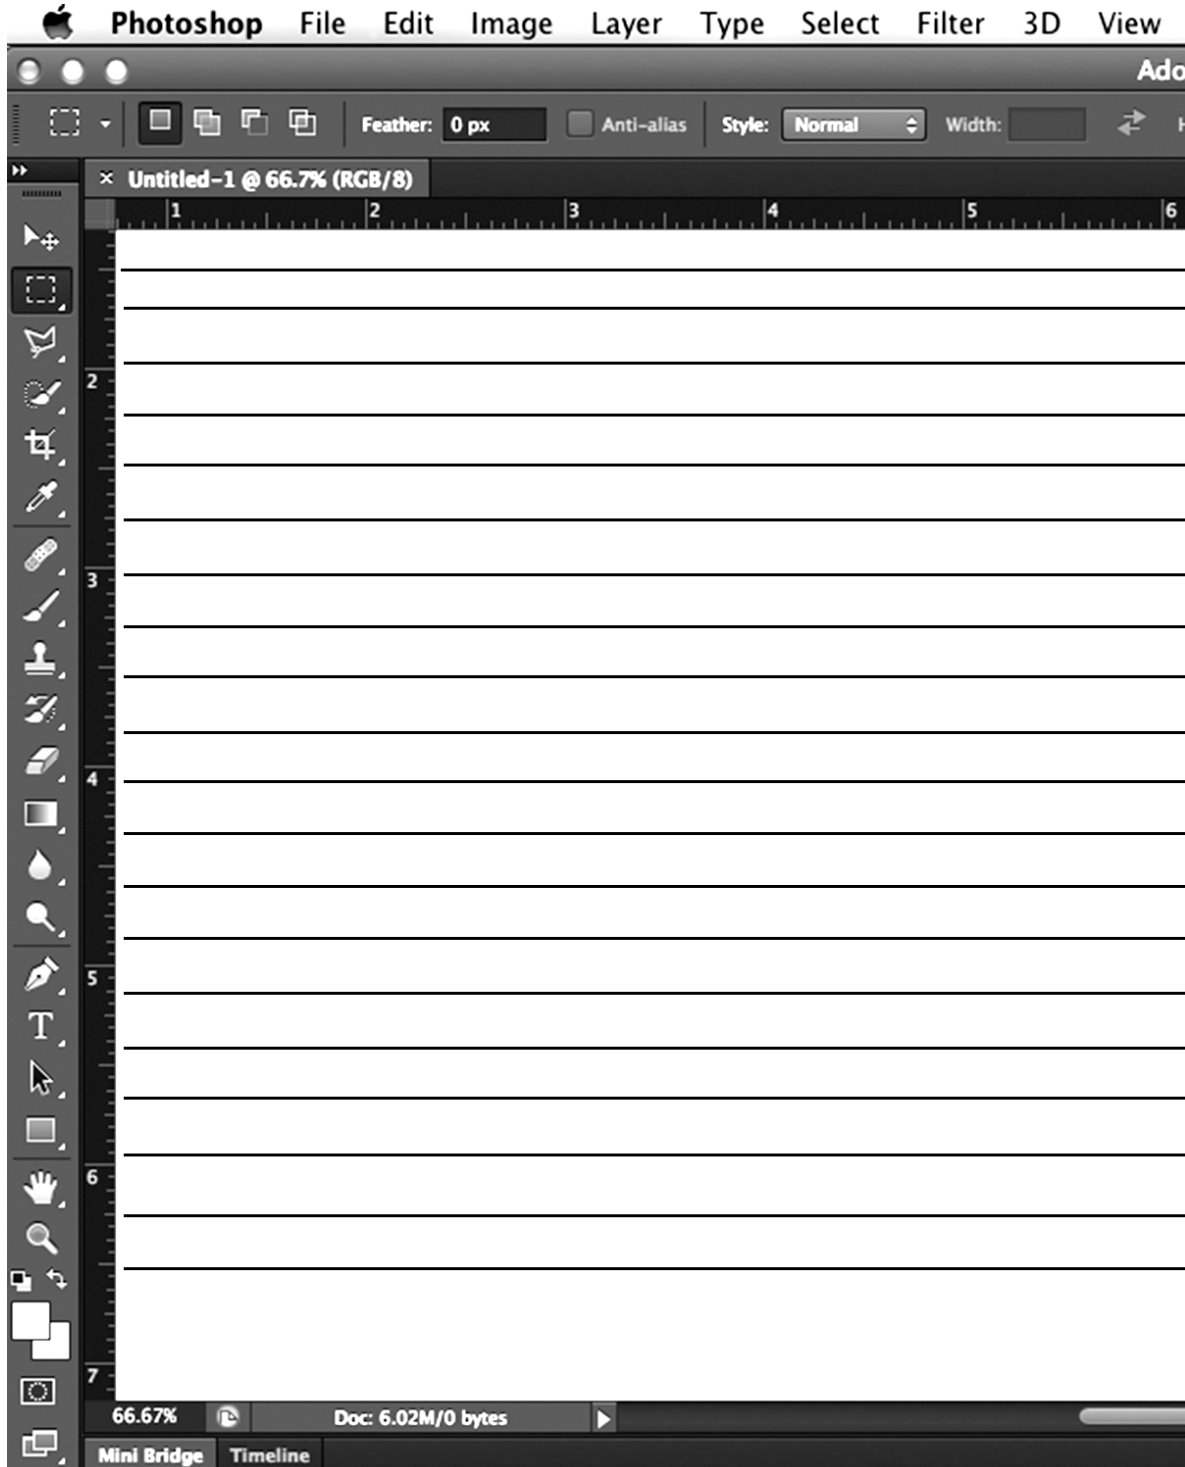 Photoshop File Edit Image Layer Type Select Filter 3D View
Ado
Feather: 0 px Anti-alias Style: Normal Width: H
× Untitled-1 @ 66.7% (RGB/8)
1 2 3 4 5 6
2
3
4
5
6
7
66.67% Doc: 6.02M/0 bytes
Mini Bridge Timeline